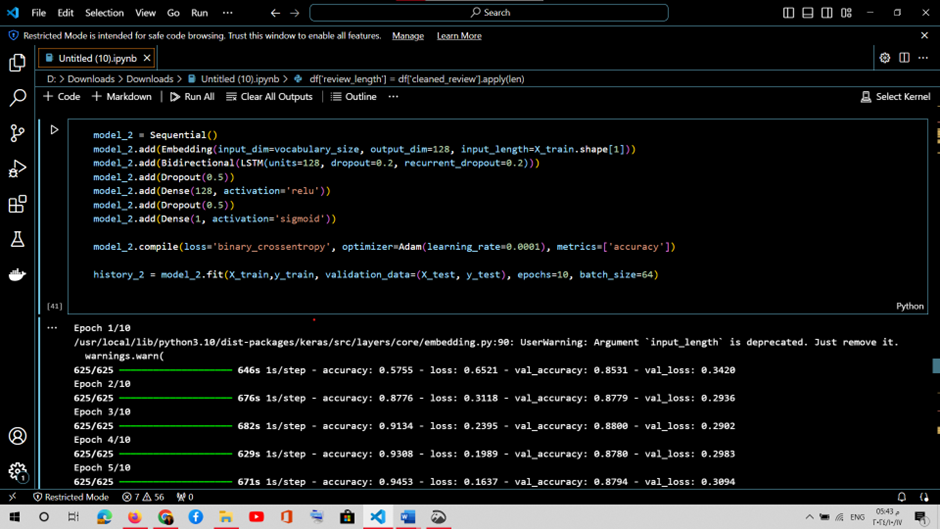 File Edit Selection View Go Run ··· Search
Restricted Mode is intended for safe code browsing. Trust this window to enable all features. Manage Learn More
Untitled (10).ipynb
D: > Downloads > Downloads > Untitled (10).ipynb > df['review_length'] = df['cleaned_review'].apply(len)
+ Code + Markdown Run All Clear All Outputs Outline ··· Select Kernel
model_2 = Sequential()
model_2.add(Embedding(input_dim=vocabulary_size, output_dim=128, input_length=X_train.shape[1]))
model_2.add(Bidirectional(LSTM(units=128, dropout=0.2, recurrent_dropout=0.2)))
model_2.add(Dropout(0.5))
model_2.add(Dense(128, activation='relu'))
model_2.add(Dropout(0.5))
model_2.add(Dense(1, activation='sigmoid'))
model_2.compile(loss='binary_crossentropy', optimizer=Adam(learning_rate=0.0001), metrics=['accuracy'])
history_2 = model_2.fit(X_train,y_train, validation_data=(X_test, y_test), epochs=10, batch_size=64)
[41] Python
··· Epoch 1/10
/usr/local/lib/python3.10/dist-packages/keras/src/layers/core/embedding.py:90: UserWarning: Argument `input_length` is deprecated. Just remove it.
warnings.warn(
625/625 ━━━━━━━━━━━━━━━━━━━━ 646s 1s/step - accuracy: 0.5755 - loss: 0.6521 - val_accuracy: 0.8531 - val_loss: 0.3420
Epoch 2/10
625/625 ━━━━━━━━━━━━━━━━━━━━ 676s 1s/step - accuracy: 0.8776 - loss: 0.3118 - val_accuracy: 0.8779 - val_loss: 0.2936
Epoch 3/10
625/625 ━━━━━━━━━━━━━━━━━━━━ 682s 1s/step - accuracy: 0.9134 - loss: 0.2395 - val_accuracy: 0.8800 - val_loss: 0.2902
Epoch 4/10
625/625 ━━━━━━━━━━━━━━━━━━━━ 629s 1s/step - accuracy: 0.9308 - loss: 0.1989 - val_accuracy: 0.8780 - val_loss: 0.2983
Epoch 5/10
625/625 ━━━━━━━━━━━━━━━━━━━━ 671s 1s/step - accuracy: 0.9453 - loss: 0.1637 - val_accuracy: 0.8794 - val_loss: 0.3094
Restricted Mode 7 56 0
م 05:43